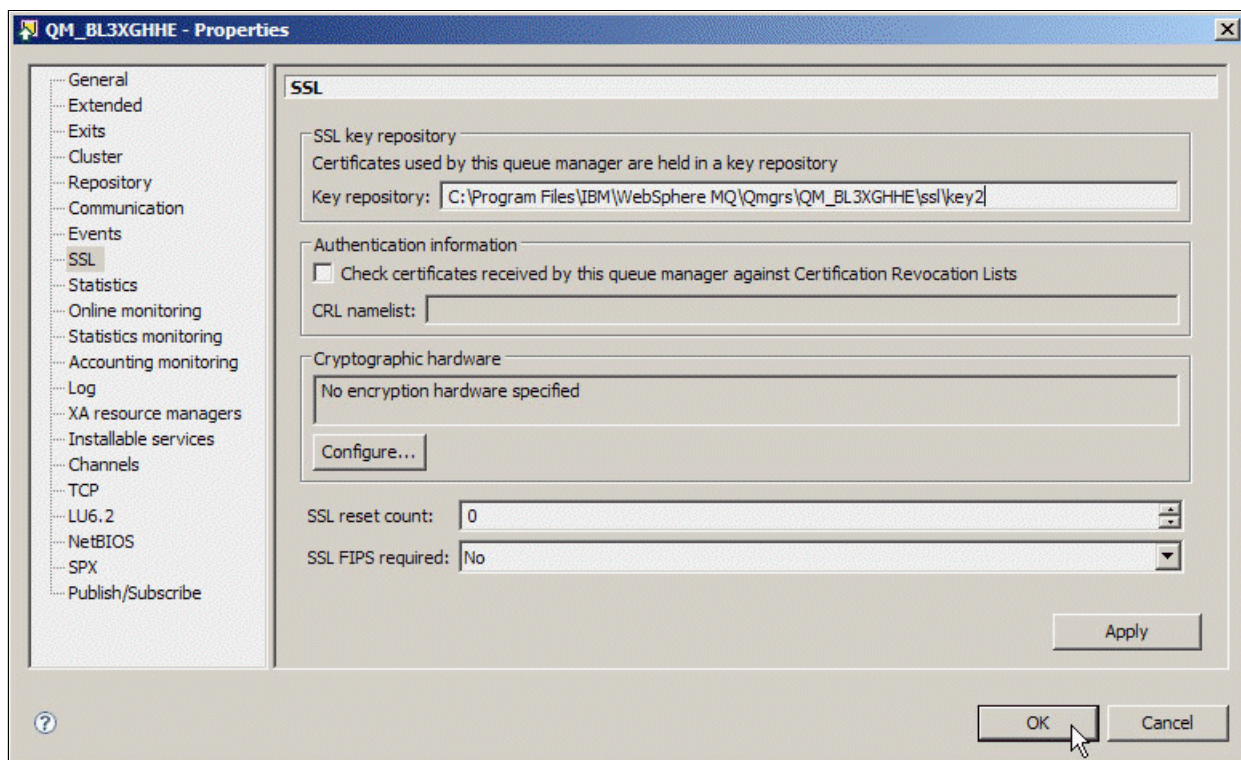 QM_BL3XGHHE - Properties
General
Extended
Exits
Cluster
Repository
Communication
Events
SSL
Statistics
Online monitoring
Statistics monitoring
Accounting monitoring
Log
XA resource managers
Installable services
Channels
TCP
LU6.2
NetBIOS
SPX
Publish/Subscribe
SSL
SSL key repository
Certificates used by this queue manager are held in a key repository
Key repository: C:\Program Files\IBM\WebSphere MQ\Qmgrs\QM_BL3XGHHE\ssl\key2
Authentication information
Check certificates received by this queue manager against Certification Revocation Lists
CRL namelist:
Cryptographic hardware
No encryption hardware specified
Configure...
SSL reset count: 0
SSL FIPS required: No
Apply
? OK Cancel